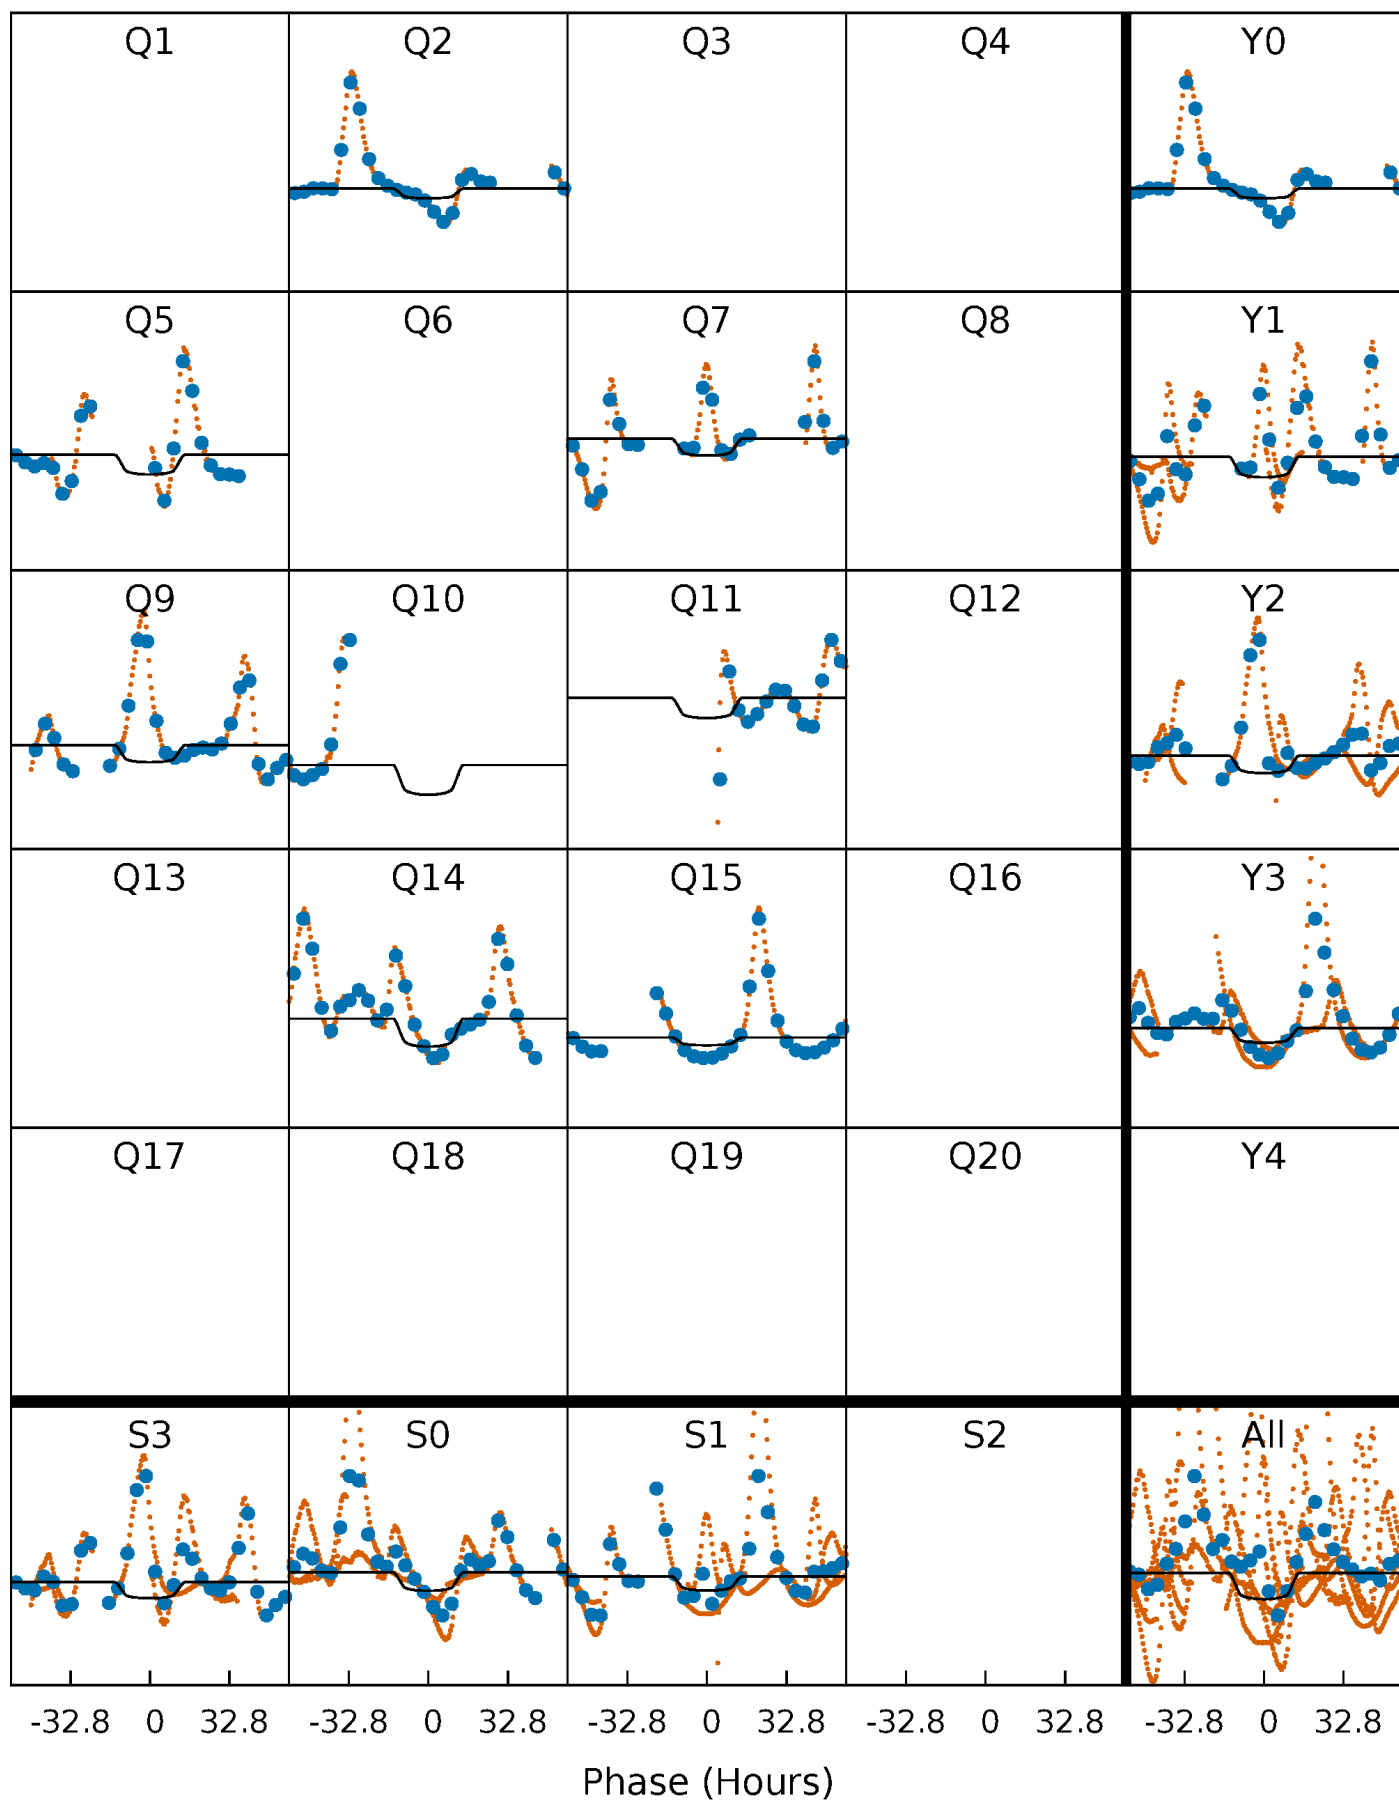 Q1 Q2 Q3 Q4 Y0
Q5 Q6 Q7 Q8 Y1
Q9 Q10 Q11 Q12 Y2
Q13 Q14 Q15 Q16 Y3
Q17 Q18 Q19 Q20 Y4
S3 S0 S1 S2 All
-32.8 0 32.8 -32.8 0 32.8 -32.8 0 32.8 -32.8 0 32.8 -32.8 0 32.8
Phase (Hours)